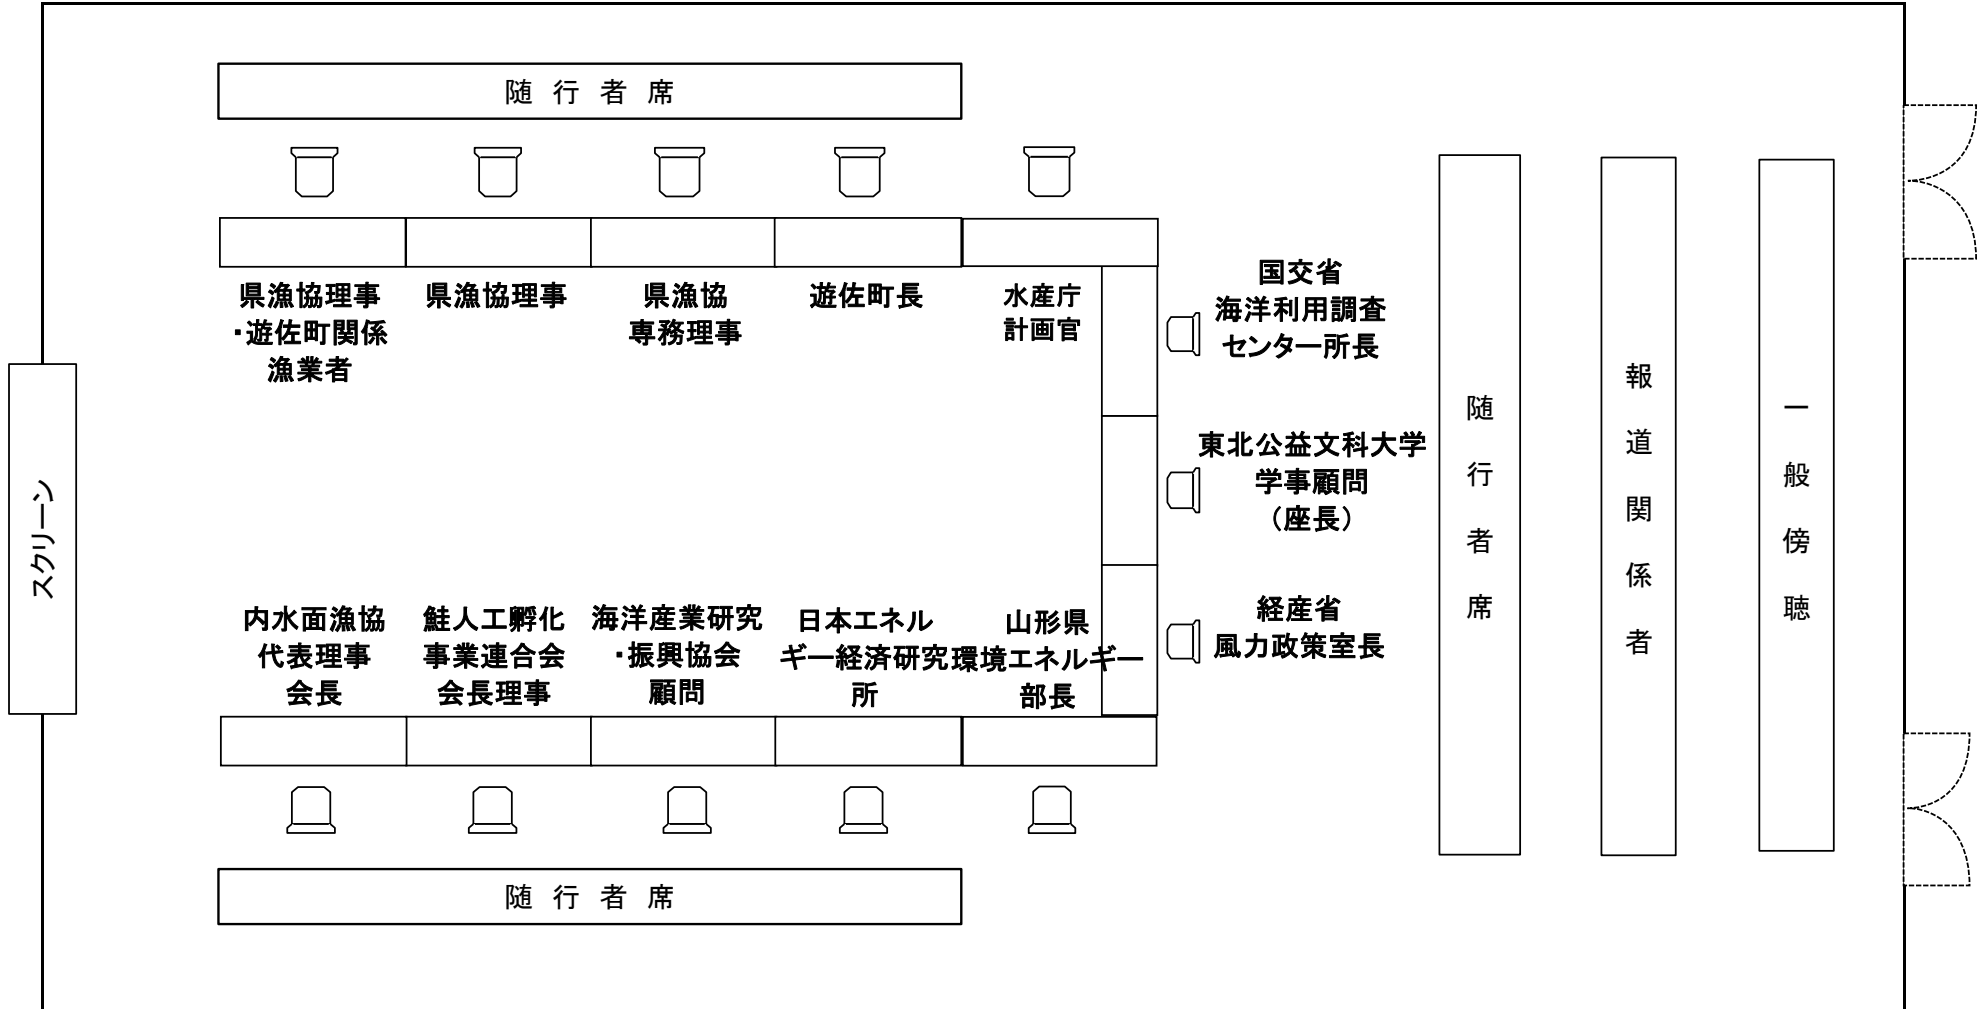 随行者席
県漁協理事
・遊佐町関係
漁業者
県漁協理事
県漁協
専務理事
遊佐町長
水産庁
計画官
国交省
海洋利用調査
センター所長
東北公益文科大学
学事顧問
（座長）
経産省
風力政策室長
随行者席
報道関係者
一般傍聴
スクリーン
内水面漁協
代表理事
会長
鮭人工孵化
事業連合会
会長理事
海洋産業研究
・振興協会
顧問
日本エネル
ギー経済研究
所
山形県
環境エネルギー
部長
随行者席